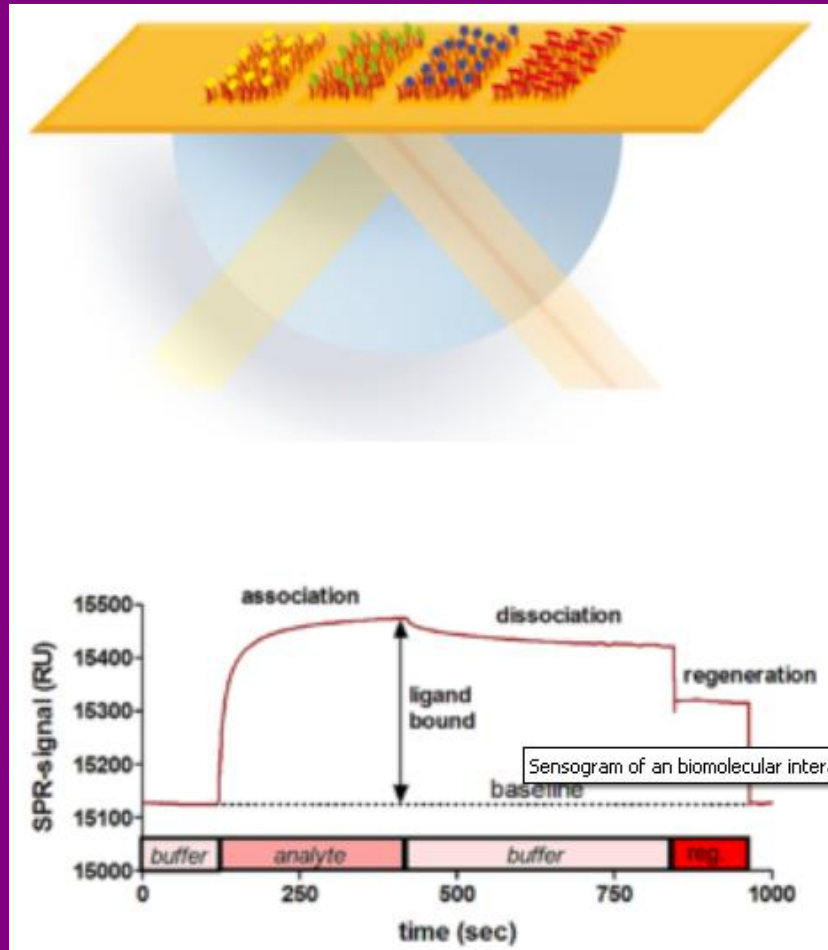 15500
association
dissociation
15400
regeneration
ligand
bound
15300
SPR-signal (RU)
15200
Sensogram of an biomolecular
baseline
15100
buffer
analyte
buffer
reg.
15000
0
250
500
750
1000
time (sec)